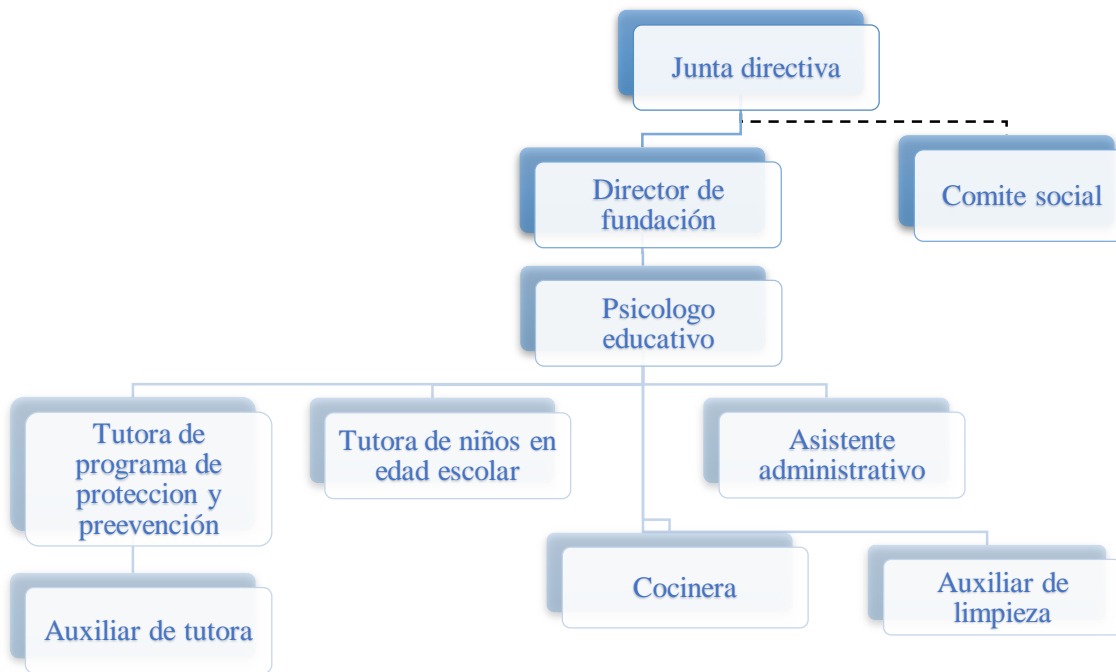 Junta directiva
Director de
fundación
Comite social
Psicologo
educativo
Tutora de
programa de
proteccion y
preevención
Tutora de niños en
edad escolar
Asistente
administrativo
Auxiliar de tutora
Cocinera
Auxiliar de
limpieza